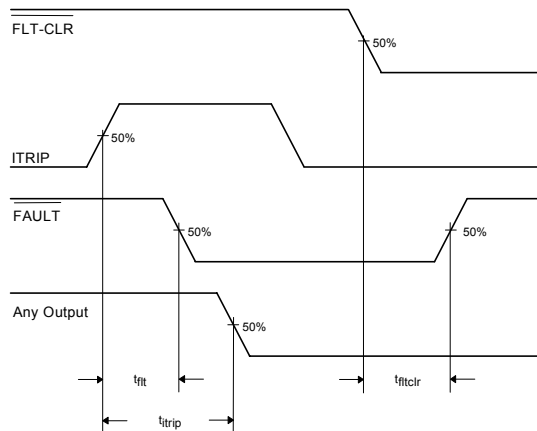 FLT-CLR
50%
50%
ITRIP
FAULT
50%
50%
Any Output
50%
tflt
tfltclr
titrip